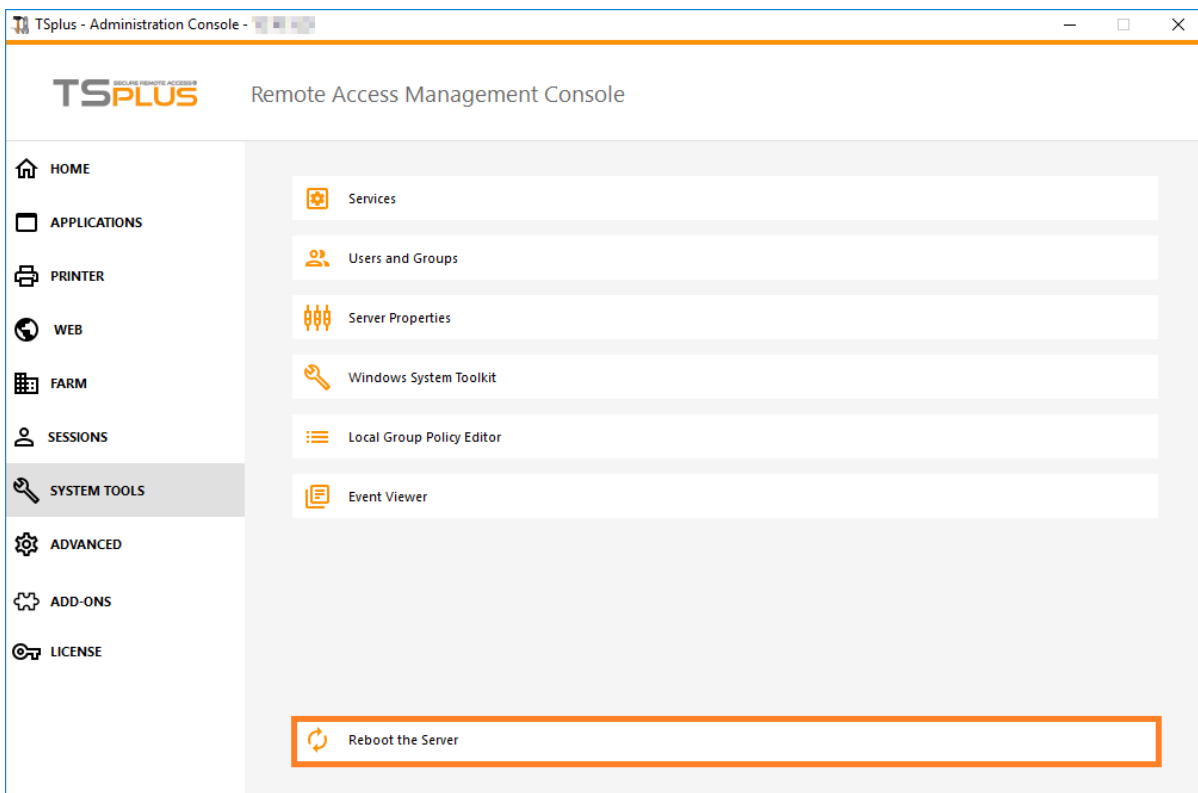 TSplus - Administration Console -
TSPLUS SECURE REMOTE ACCESS®
Remote Access Management Console
HOME
APPLICATIONS
PRINTER
WEB
FARM
SESSIONS
SYSTEM TOOLS
ADVANCED
ADD-ONS
LICENSE
Services
Users and Groups
Server Properties
Windows System Toolkit
Local Group Policy Editor
Event Viewer
Reboot the Server